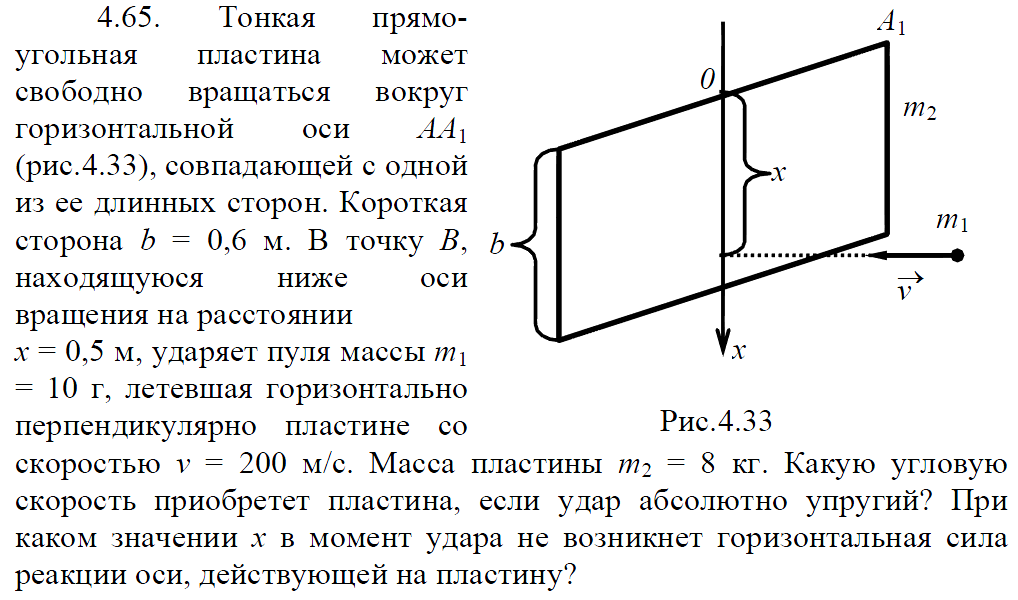 4.65. Тонкая прямо-
угольная пластина может
свободно вращаться вокруг
горизонтальной оси AA1
(рис.4.33), совпадающей с одной
из ее длинных сторон. Короткая
сторона b = 0,6 м. В точку B,
находящуюся ниже оси
вращения на расстоянии
x = 0,5 м, ударяет пуля массы m1
= 10 г, летевшая горизонтально
перпендикулярно пластине со
скоростью v = 200 м/с. Масса пластины m2 = 8 кг. Какую угловую
скорость приобретет пластина, если удар абсолютно упругий? При
каком значении x в момент удара не возникнет горизонтальная сила
реакции оси, действующей на пластину?
A1
0
m2
x
m1
b
v
x
Рис.4.33